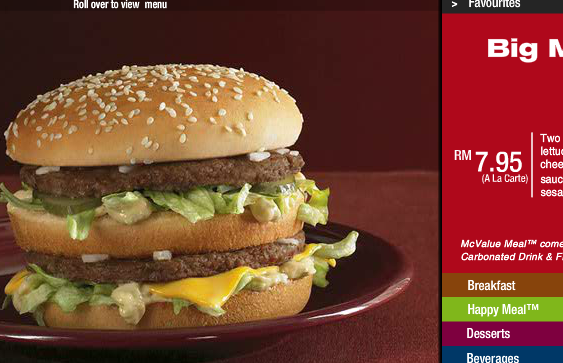 Roll over to view menu
> Favourites
Big M
RM 7.95
(A La Carte)
Two
lettuc
chee
sauc
sesa
McValue Meal™ come
Carbonated Drink & F
Breakfast
Happy Meal™
Desserts
Beverages